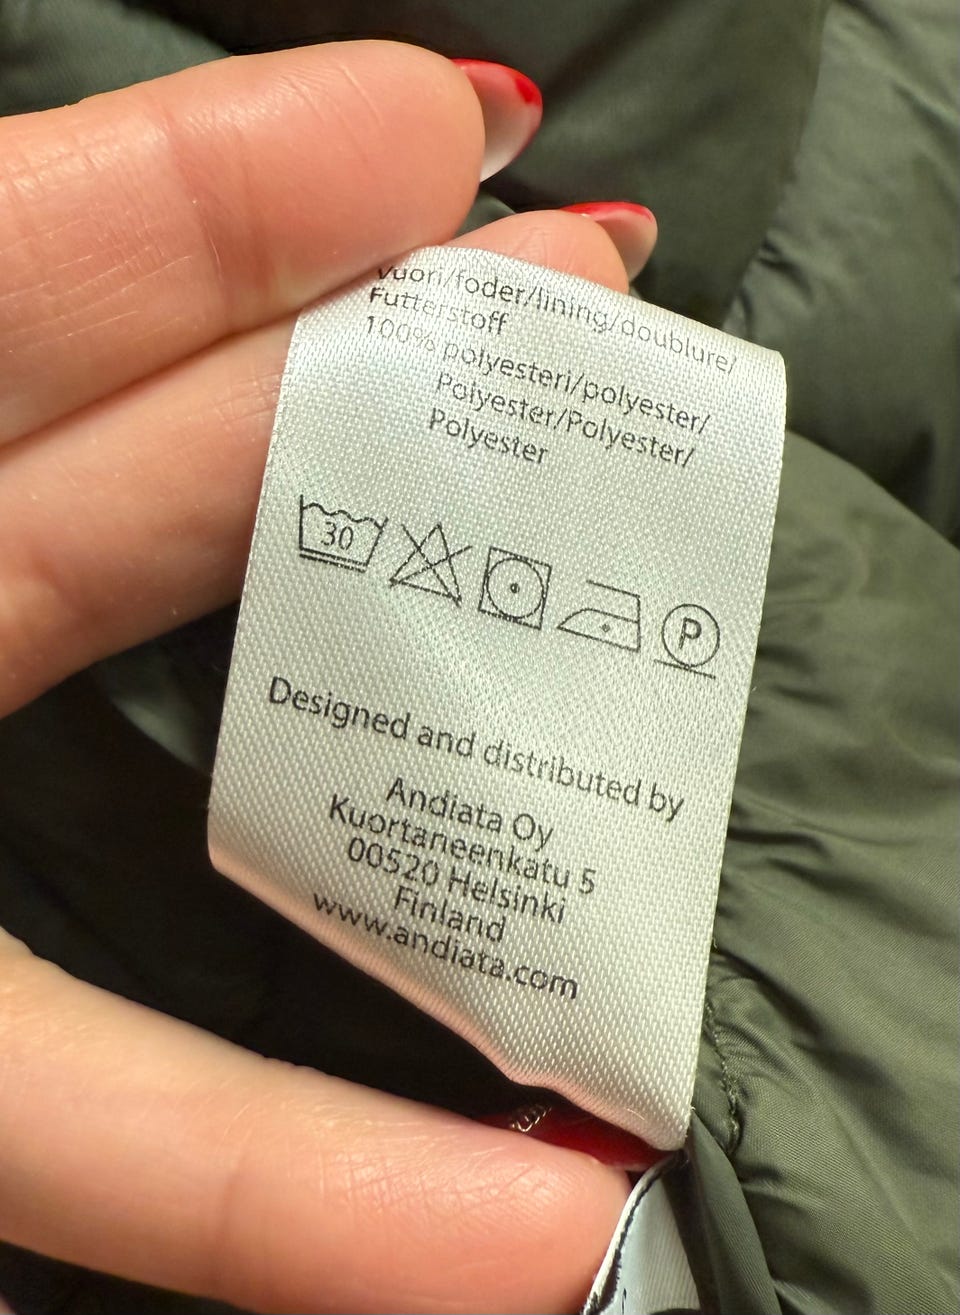 Vuori/foder/lining/doublure/
Futterstoff
100% polyesteri/polyester/
Polyester/Polyester/
Polyester
30
P
Designed and distributed by
Andiata Oy
Kuortaneenkatu 5
00520 Helsinki
Finland
www.andiata.com